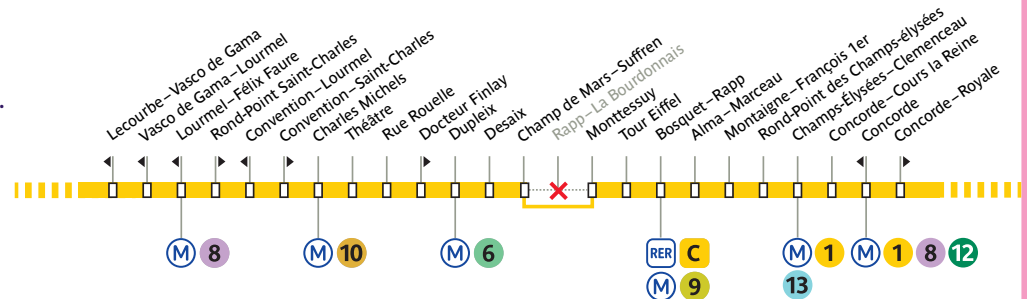 Lecourbe–Vasco de Gama
Vasco de Gama–Lourmel
Lourmel–Félix Faure
Rond-Point Saint-Charles
Convention–Lourmel
Convention–Saint-Charles
Charles Michels
Théâtre
Rue Rouelle
Docteur Finlay
Dupleix
Desaix
Champ de Mars–Suffren
Rapp–La Bourdonnais
Monttessuy
Tour Eiffel
Bosquet–Rapp
Alma–Marceau
Montaigne–François 1er
Rond-Point des Champs-élysées
Champs-Élysées–Clemenceau
Concorde–Cours la Reine
Concorde
Concorde–Royale
M 8
M 10
M 6
RER C
M 9
M 1
13
M 1 8 12